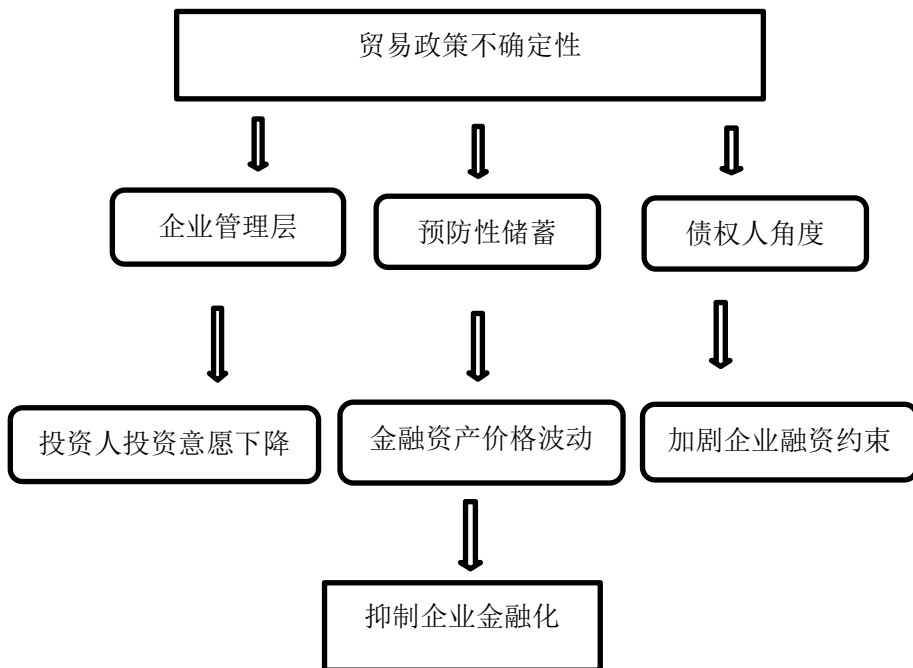 贸易政策不确定性
企业管理层
预防性储蓄
债权人角度
投资人投资意愿下降
金融资产价格波动
加剧企业融资约束
抑制企业金融化